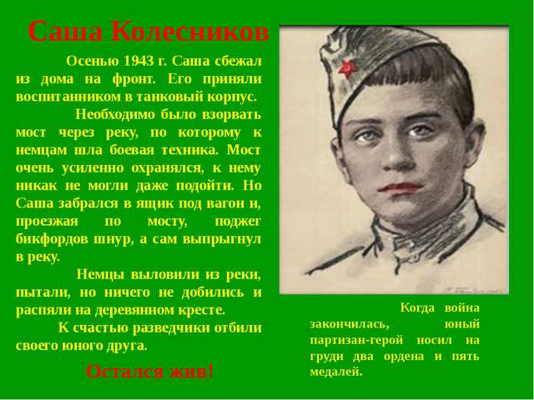 Саша Колесников
Осенью 1943 г. Саша сбежал
из дома на фронт. Его приняли
воспитанником в танковый корпус.
Необходимо было взорвать
мост через реку, по которому к
немцам шла боевая техника. Мост
очень усиленно охранялся, к нему
никак не могли даже подойти. Но
Саша забрался в ящик под вагон и,
проезжая по мосту, поджег
бикфордов шнур, а сам выпрыгнул
в реку.
Немцы выловили из реки,
пытали, но ничего не добились и
распяли на деревянном кресте.
К счастью разведчики отбили
своего юного друга.
Остался жив!
Когда война
закончилась, юный
партизан-герой носил на
груди два ордена и пять
медалей.